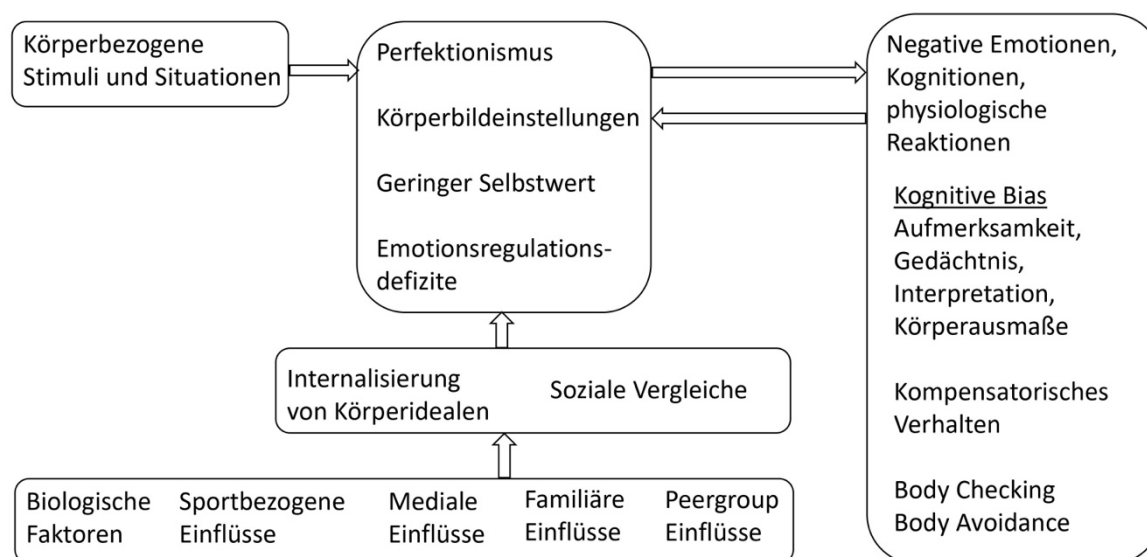 Körperbezogene
Stimuli und Situationen
Perfektionismus
Körperbildeinstellungen
Geringer Selbstwert
Emotionsregulations-
defizite
Negative Emotionen,
Kognitionen,
physiologische
Reaktionen
Kognitive Bias
Aufmerksamkeit,
Gedächtnis,
Interpretation,
Körperausmaße
Kompensatorisches
Verhalten
Body Checking
Body Avoidance
Internalisierung
von Körperidealen
Soziale Vergleiche
Biologische
Faktoren
Sportbezogene
Einflüsse
Mediale
Einflüsse
Familiäre
Einflüsse
Peergroup
Einflüsse